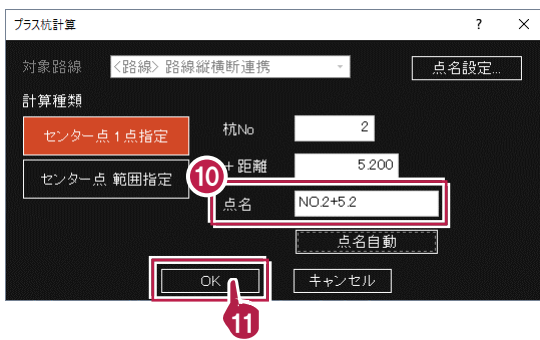 プラス杭計算 ? ×
対象路線 <路線> 路線縦横断連携 点名設定...
計算種類
センター点 1 点指定 杭No 2
+ 距離 5.200
センター点 範囲指定 10
点名 NO.2+5.2
点名自動
OK キャンセル
11